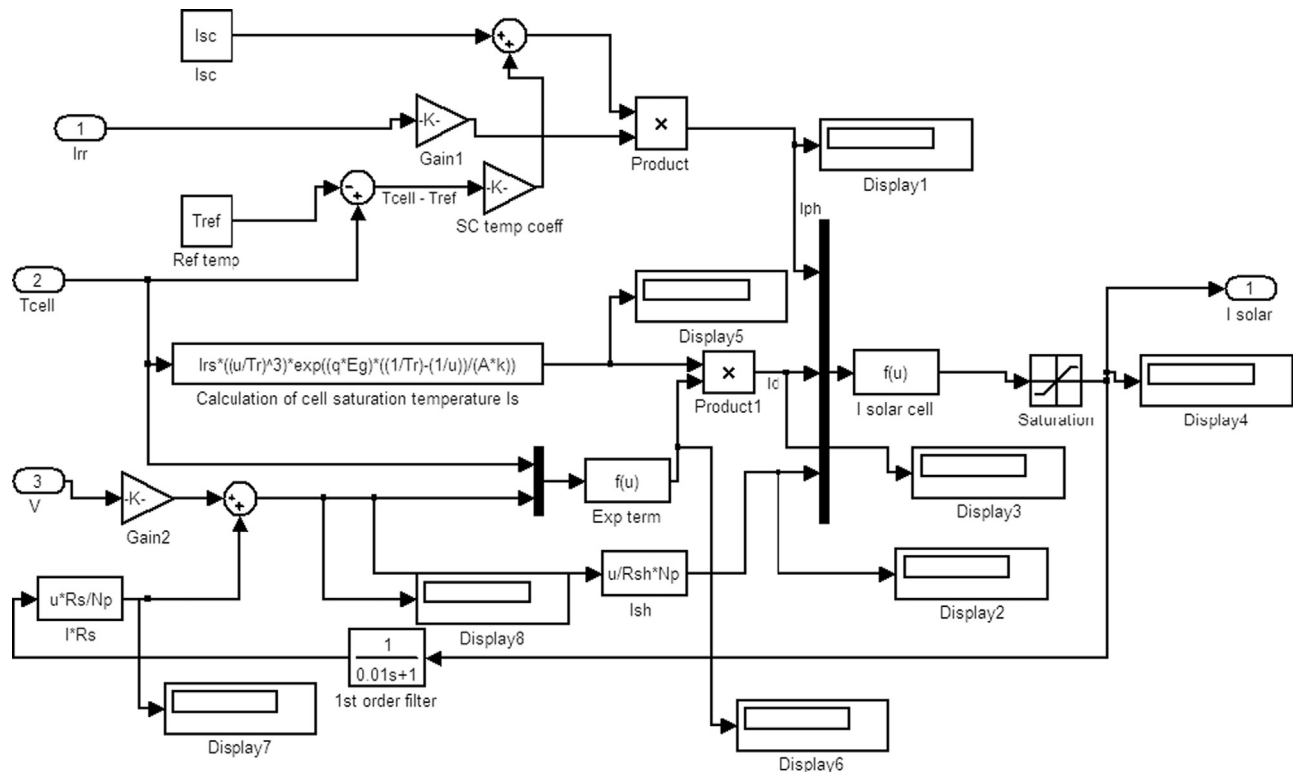 Isc
Isc
+
+
1
Irr
-K-
Gain1
×
Product
Display1
-
+
Tcell - Tref
-K-
SC temp coeff
Tref
Ref temp
Iph
2
Tcell
Display5
1
I solar
Irs*((u/Tr)^3)*exp((q*Eg)*((1/Tr)-(1/u))/(A*k))
Calculation of cell saturation temperature Is
×
Product1
Id
f(u)
I solar cell
Saturation
Display4
3
V
-K-
Gain2
+
+
f(u)
Exp term
Display3
u*Rs/Np
I*Rs
Display8
u/Rsh*Np
Ish
Display2
1
0.01s+1
1st order filter
Display7
Display6